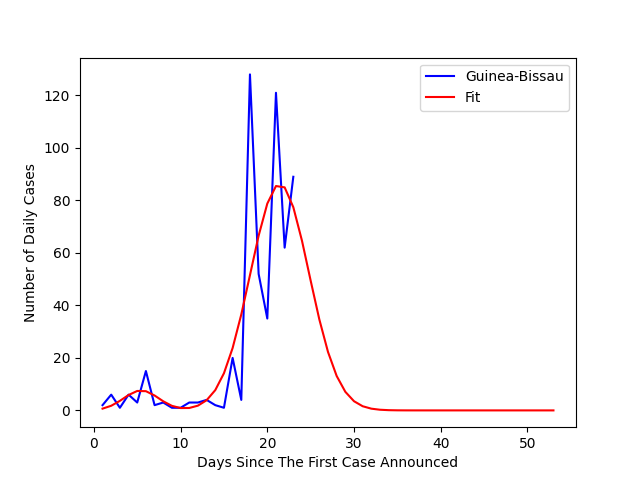 Guinea-Bissau
Fit
120
100
80
60
40
20
0
Number of Daily Cases
0 10 20 30 40 50
Days Since The First Case Announced